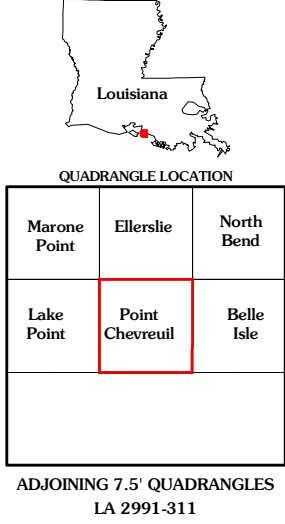 Louisiana
QUADRANGLE LOCATION
Marone Point
Ellerslie
North Bend
Lake Point
Point Chevreuil
Belle Isle
ADJOINING 7.5' QUADRANGLES
LA 2991-311